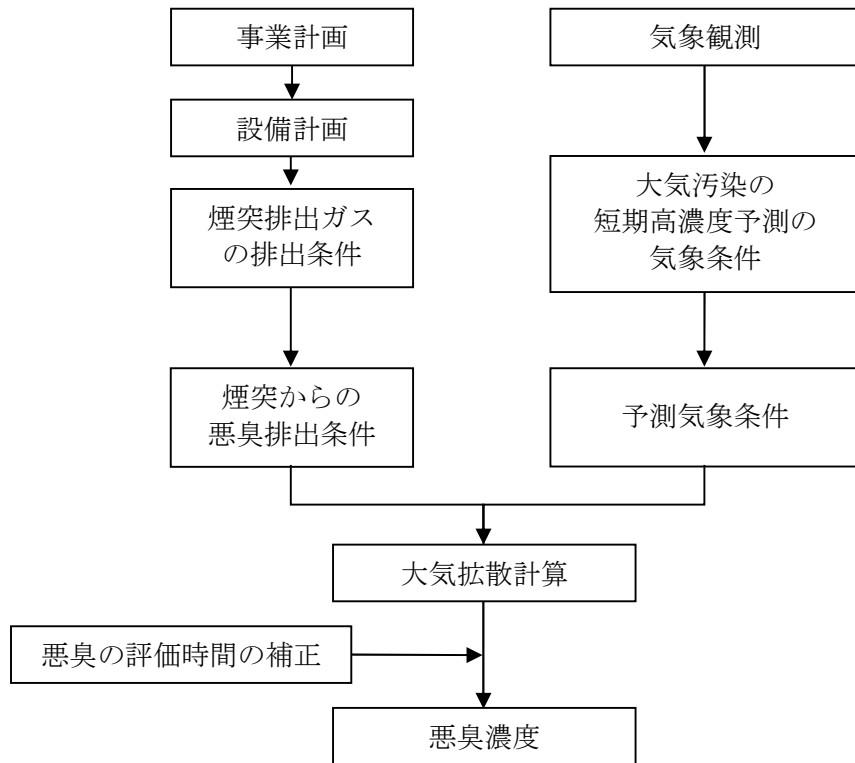 事業計画
設備計画
煙突排出ガス
の排出条件
煙突からの
悪臭排出条件
気象観測
大気汚染の
短期高濃度予測の
気象条件
予測気象条件
大気拡散計算
悪臭の評価時間の補正
悪臭濃度